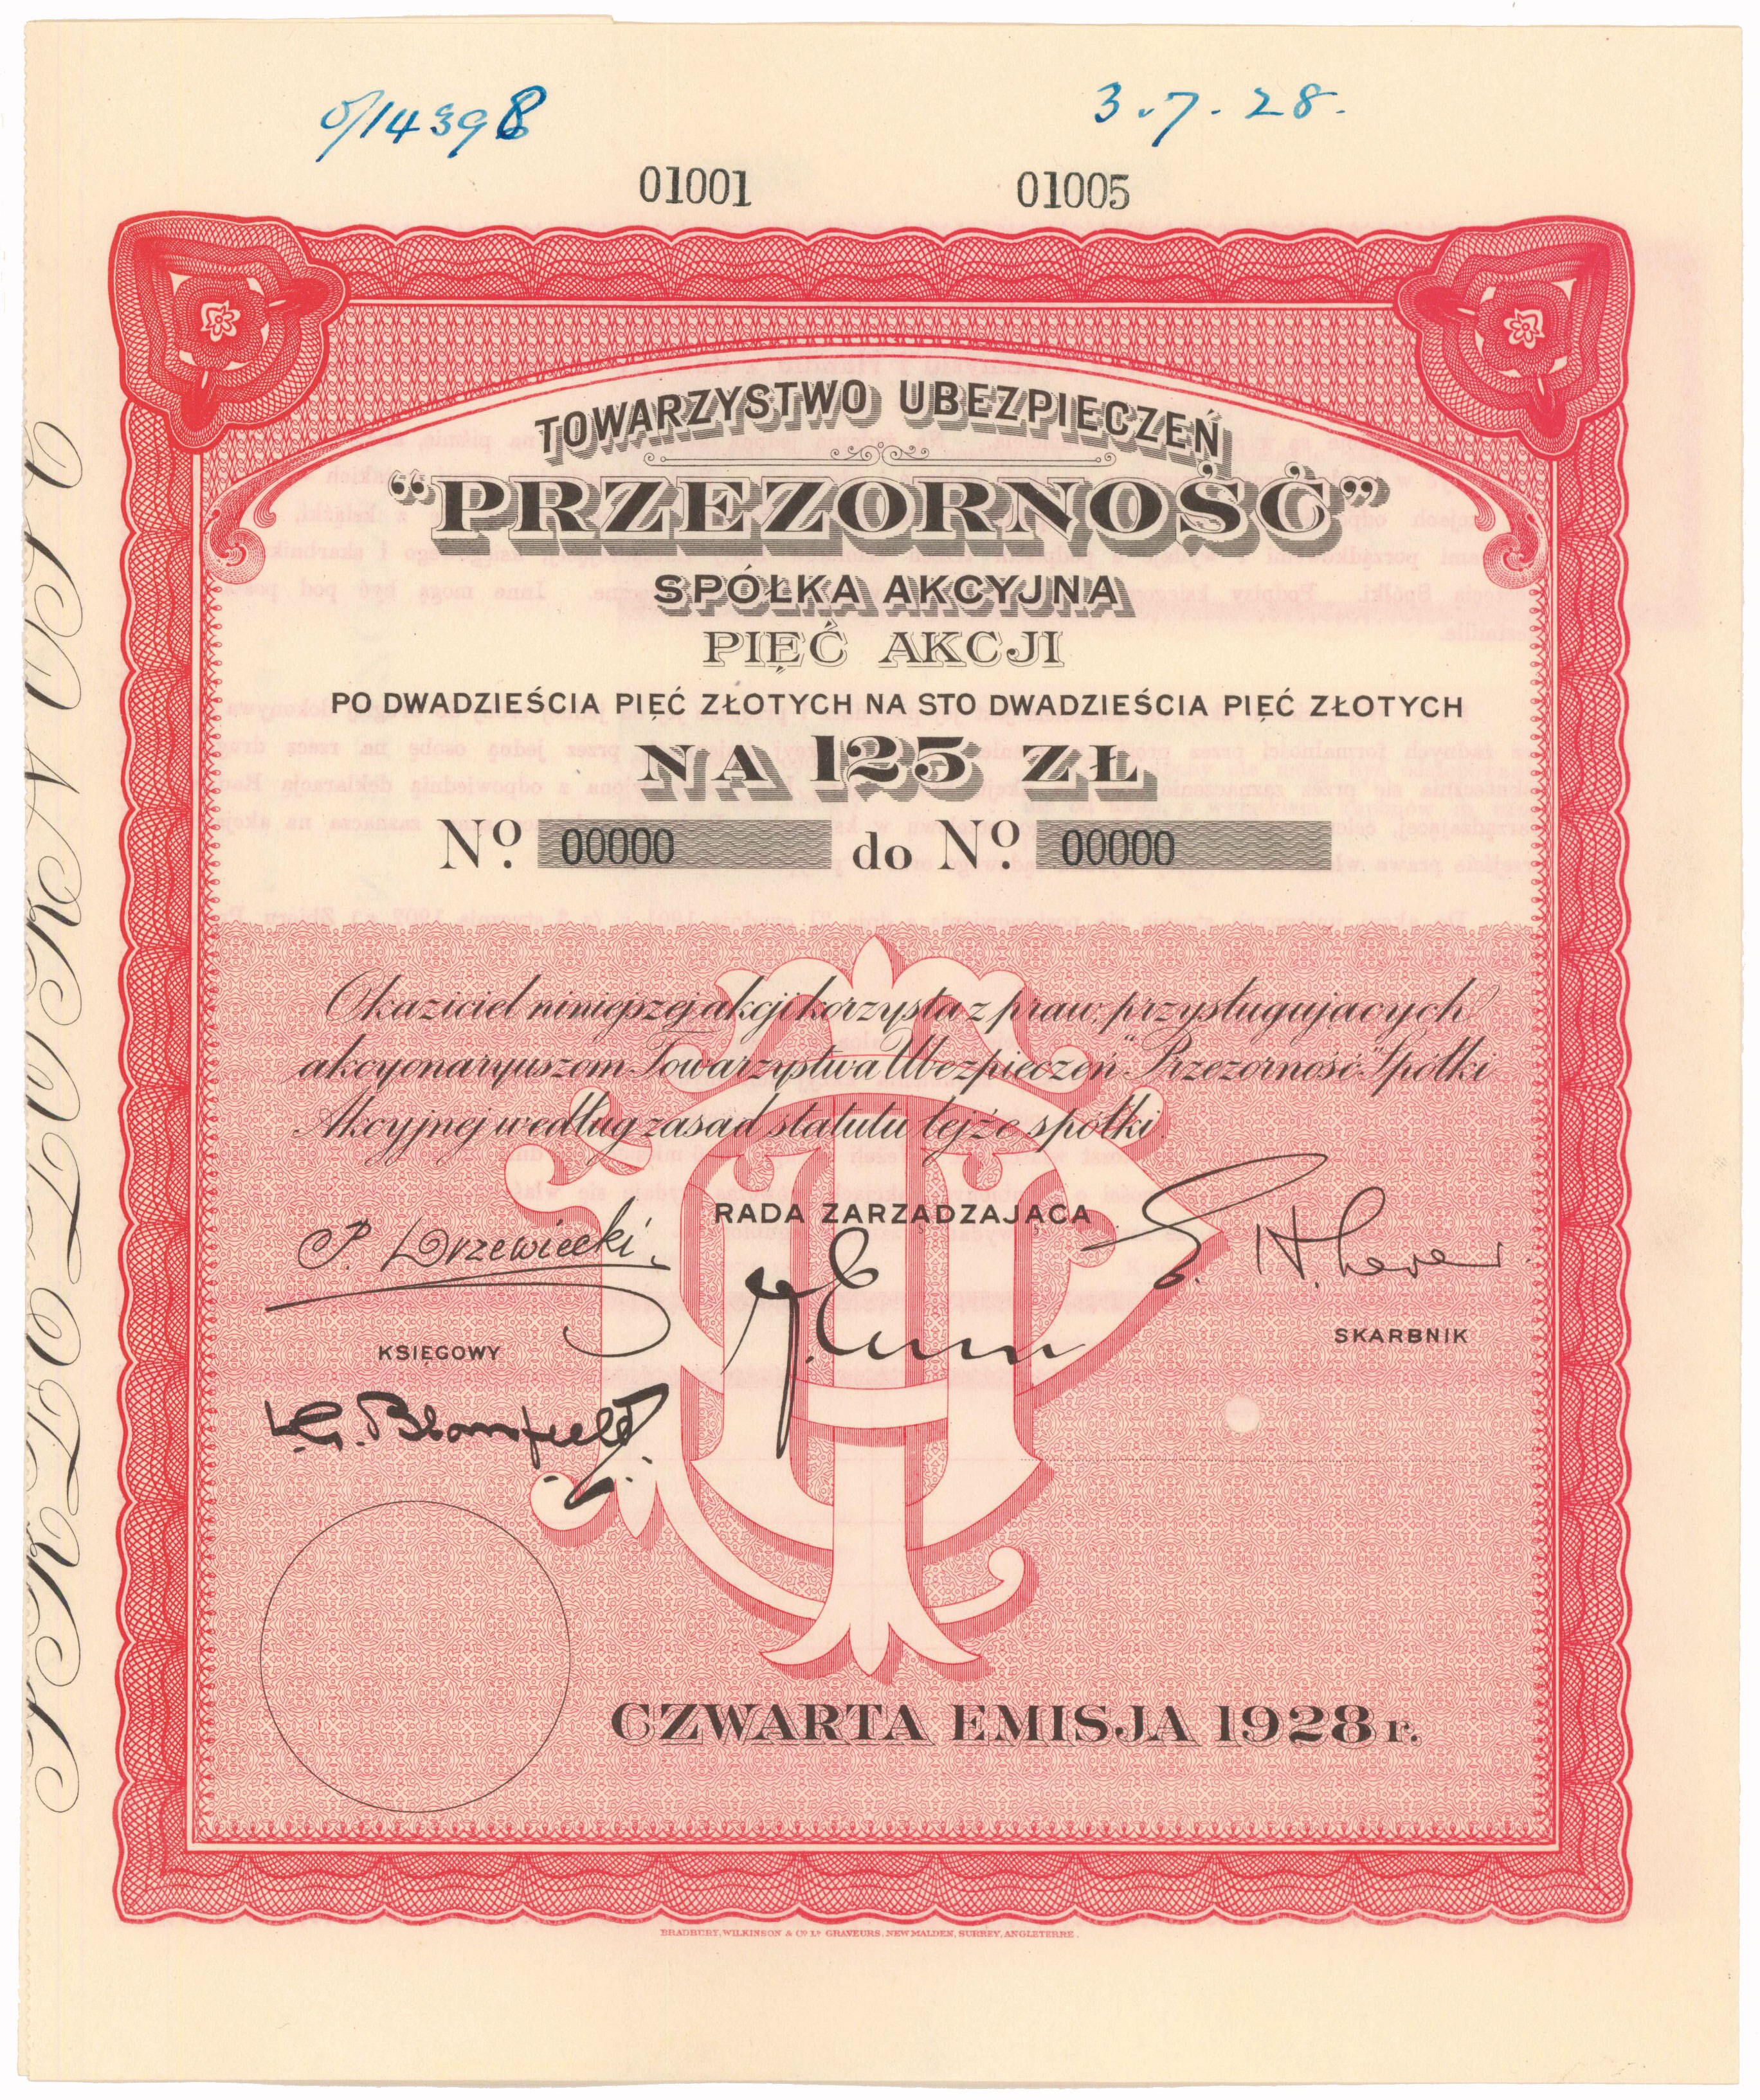 0/14398 3.7.28.
01001 01005
TOWARZYSTWO UBEZPIECZEŃ
"PRZEZORNOŚĆ"
SPÓŁKA AKCYJNA
PIĘĆ AKCJI
PO DWADZIEŚCIA PIĘĆ ZŁOTYCH NA STO DWADZIEŚCIA PIĘĆ ZŁOTYCH
NA 125 ZŁ
Nº. 00000 do Nº. 00000
Okaziciel niniejszej akcji korzysta z praw, przysługujacych
akcyonaryuszom Towarzystwa Ubezpieczeń "Przezorność" Spółki
Akcyjnej według zasad statutu tejże spółki.
RADA ZARZĄDZAJĄCA
P. Drzewiecki.
KSIĘGOWY
SKARBNIK
CZWARTA EMISJA 1928 r.
BRADBURY, WILKINSON & Cº Lº GRAVEURS, NEW MALDEN, SURREY, ANGLETERRE.